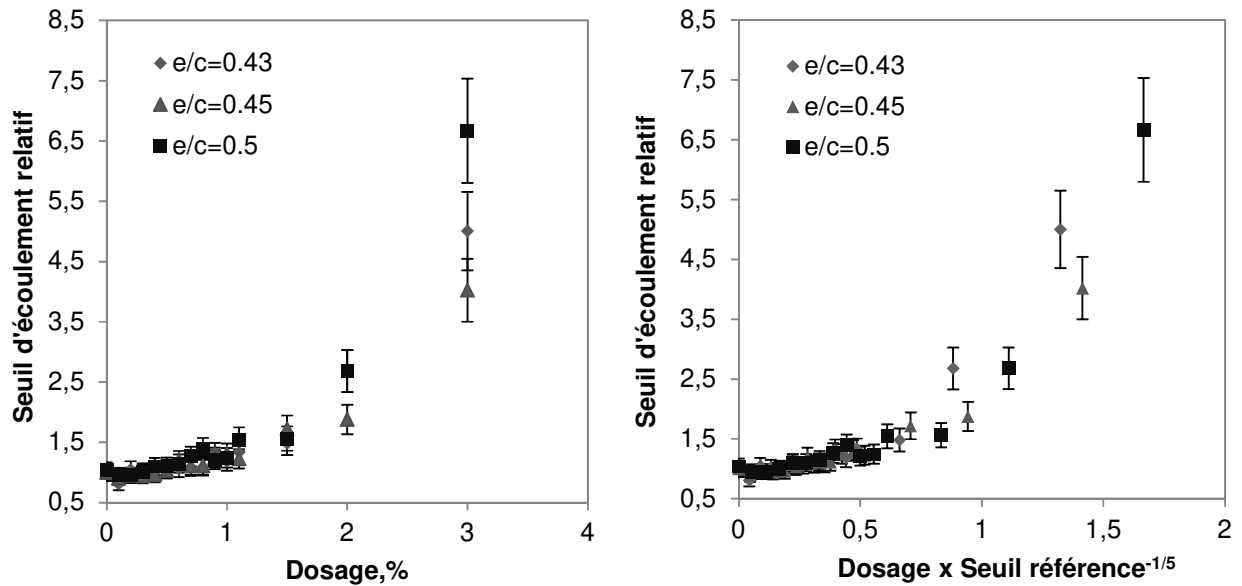 8,5
7,5
6,5
5,5
4,5
3,5
2,5
1,5
0,5
Seuil d'écoulement relatif
e/c=0.43
e/c=0.45
e/c=0.5
0
1
2
3
4
Dosage,%
8,5
7,5
6,5
5,5
4,5
3,5
2,5
1,5
0,5
Seuil d'écoulement relatif
e/c=0.43
e/c=0.45
e/c=0.5
0
0,5
1
1,5
2
Dosage x Seuil référence-1/5